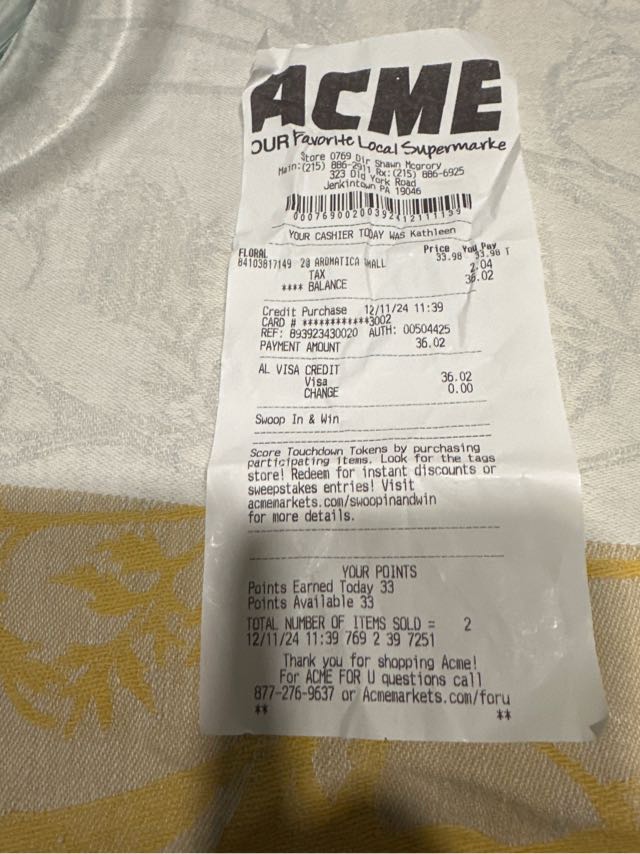 ACME
OUR Favorite Local Supermarke
Store 0769 Dir Shawn Mcgrory
Main:(215) 886-2911 Rx:(215) 886-6925
323 Old York Road
Jenkintown PA 19046
YOUR CASHIER TODAY WAS Kathleen
Price You Pay
FLORAL
84103817149 2@ AROMATICA MALL 33.98 33.98 T
TAX 2.04
**** BALANCE 36.02
Credit Purchase 12/11/24 11:39
CARD # ************3002
REF: 893923430020 AUTH: 00504425
PAYMENT AMOUNT 36.02
AL VISA CREDIT
Visa 36.02
CHANGE 0.00
Swoop In & Win
Score Touchdown Tokens by purchasing
participating items. Look for the tags
store! Redeem for instant discounts or
sweepstakes entries! Visit
acmemarkets.com/swoopinandwin
for more details.
YOUR POINTS
Points Earned Today 33
Points Available 33
TOTAL NUMBER OF ITEMS SOLD = 2
12/11/24 11:39 769 2 39 7251
Thank you for shopping Acme!
For ACME FOR U questions call
877-276-9637 or Acmemarkets.com/foru
** **